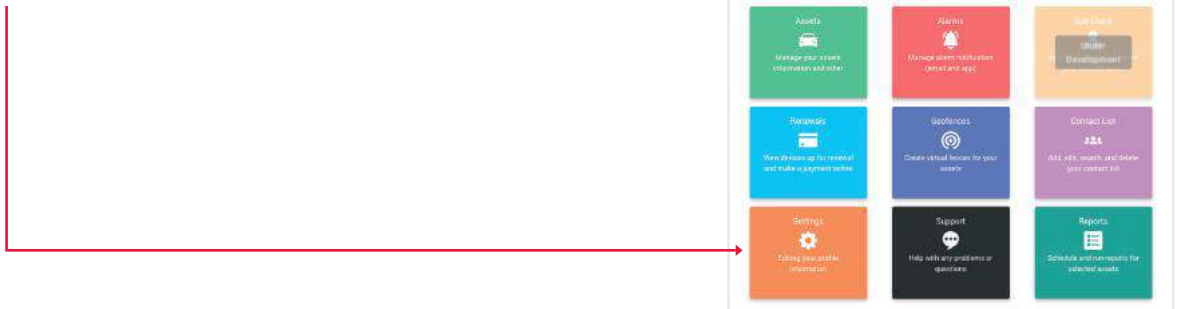 Assets
Manage your assets
information and other
Alarms
Manage alarm notification
(email and app)
Under
Development
Renewals
View devices up for renewal
and make a payment online
Geofences
Create virtual fences for your
assets
Contact List
Add, edit, search, and delete
your contact list
Settings
Editing your profile
information
Support
Help with any problems or
questions
Reports
Schedule and run reports for
selected assets